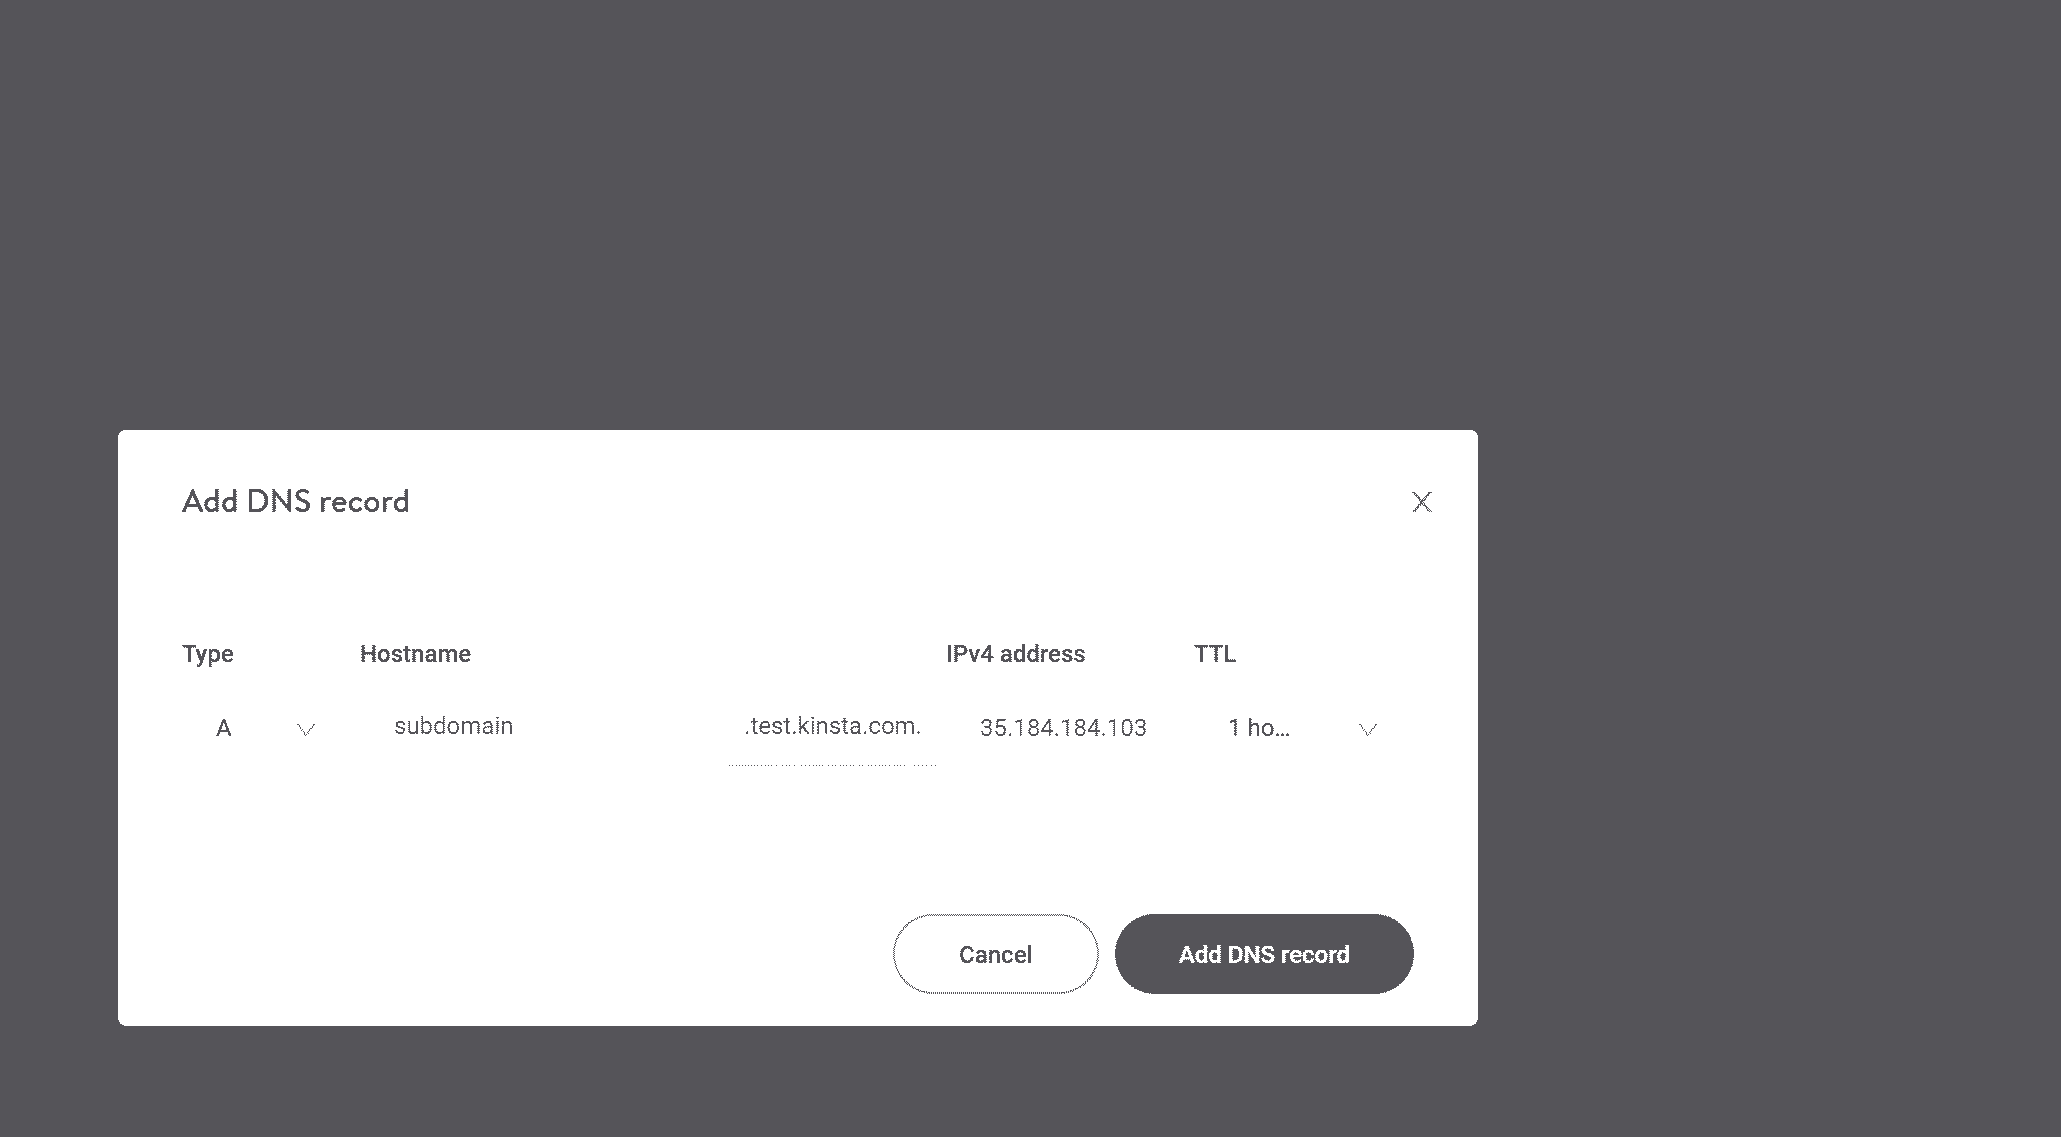 Add DNS record
Type Hostname IPv4 address TTL
A subdomain .test.kinsta.com. 35.184.184.103 1 ho...
Cancel Add DNS record